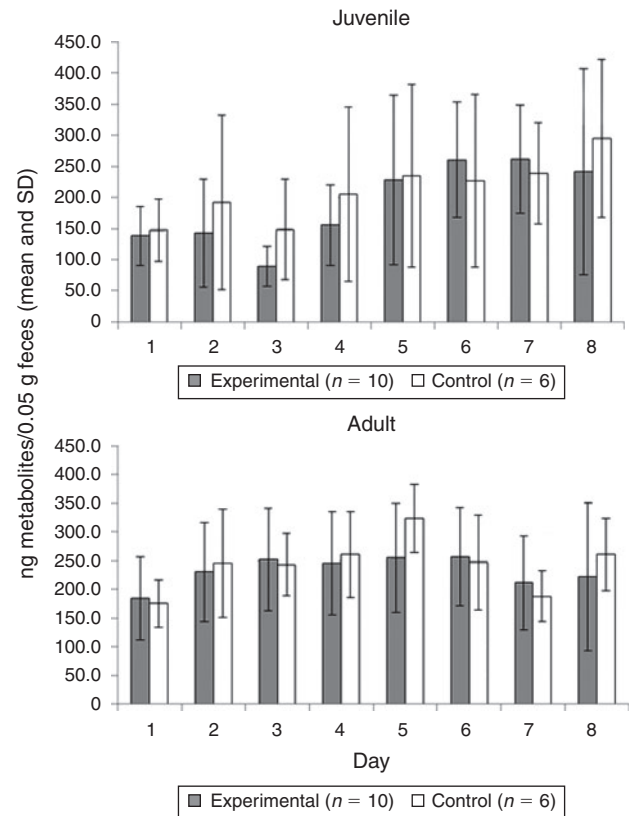 Juvenile
ng metabolites/0.05 g feces (mean and SD)
450.0
400.0
350.0
300.0
250.0
200.0
150.0
100.0
50.0
0
1 2 3 4 5 6 7 8
Experimental (n = 10) Control (n = 6)
Adult
450.0
400.0
350.0
300.0
250.0
200.0
150.0
100.0
50.0
0.0
1 2 3 4 5 6 7 8
Day
Experimental (n = 10) Control (n = 6)